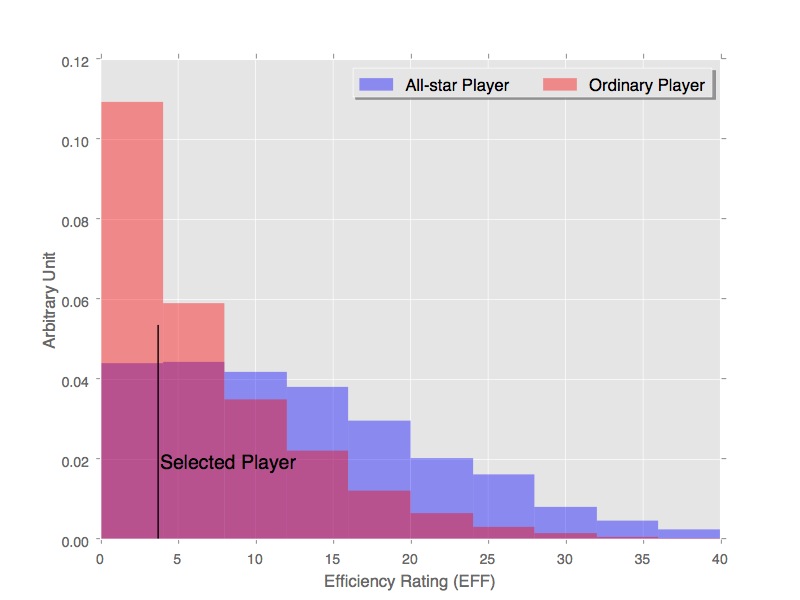 0.12
All-star Player Ordinary Player
0.10
0.08
0.06
0.04
0.02
0.00
Arbitrary Unit
Selected Player
0 5 10 15 20 25 30 35 40
Efficiency Rating (EFF)